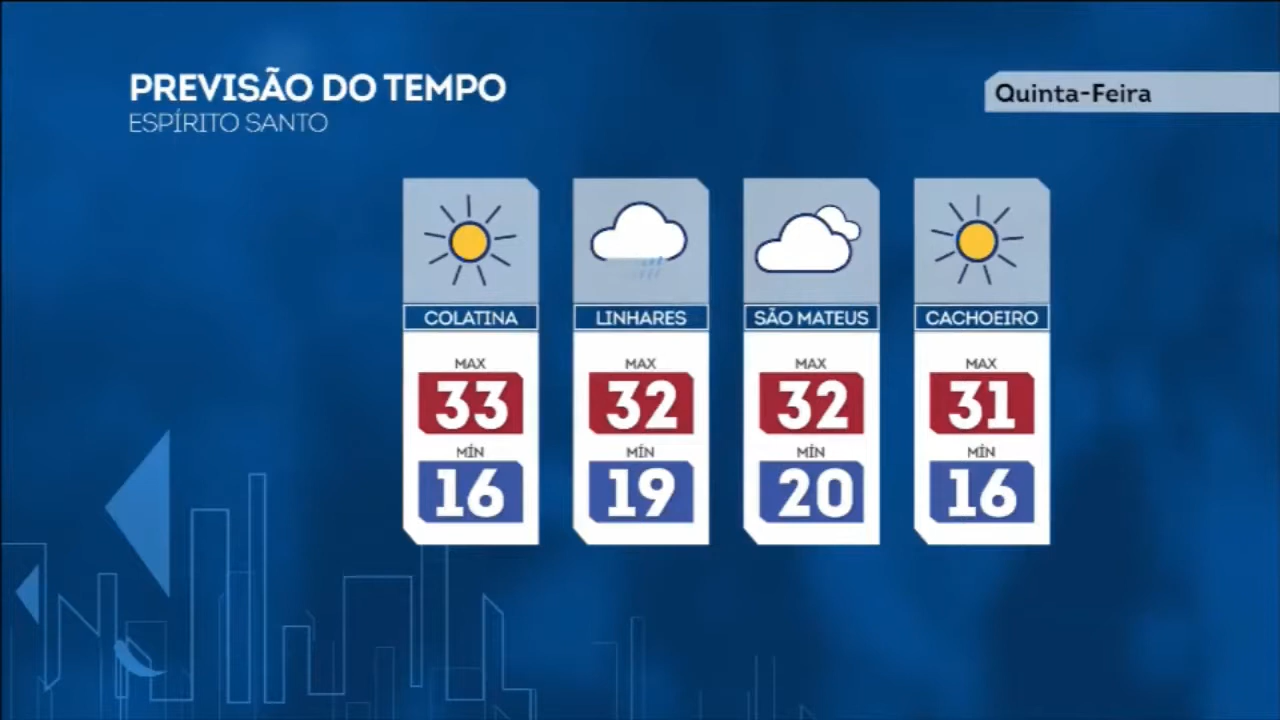 PREVISÃO DO TEMPO
ESPÍRITO SANTO
Quinta-Feira
COLATINA
MAX
33
MÍN
16
LINHARES
MAX
32
MÍN
19
SÃO MATEUS
MAX
32
MÍN
20
CACHOEIRO
MAX
31
MÍN
16